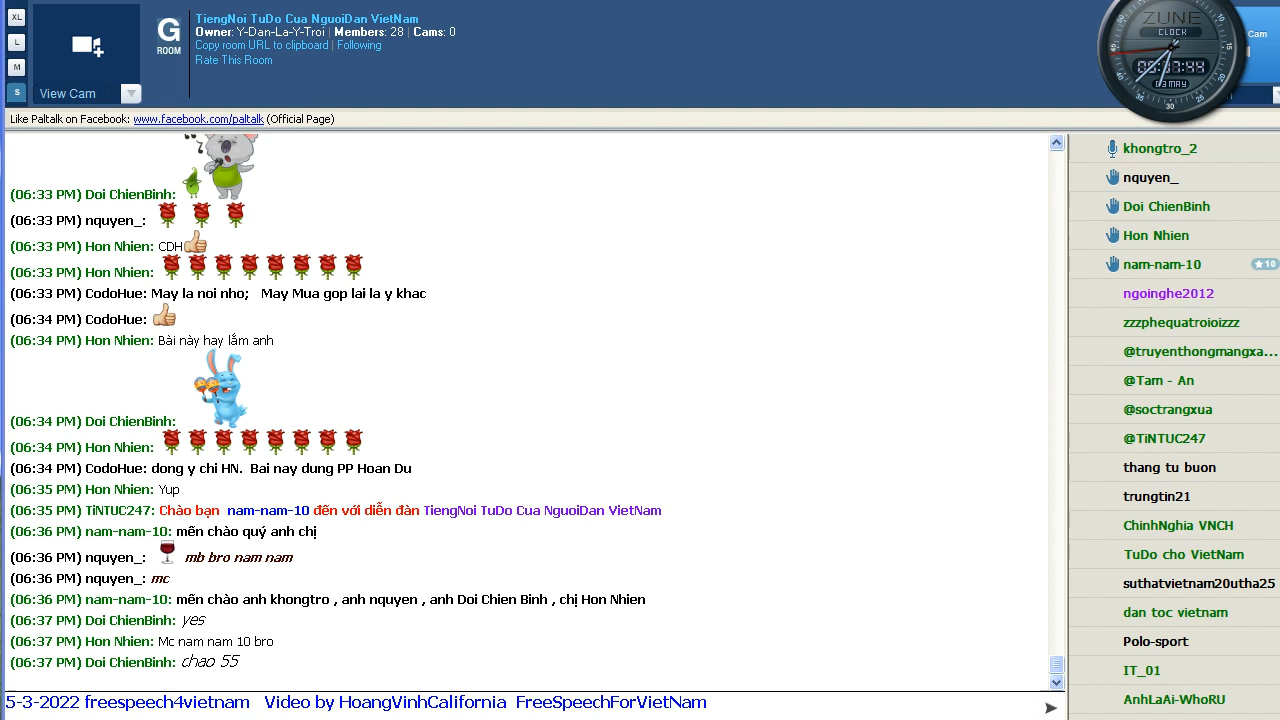 XL
L
M
S
View Cam
G
ROOM
TiengNoi TuDo Cua NguoiDan VietNam
Owner: Y-Dan-La-Y-Troi | Members: 28 | Cams: 0
Copy room URL to clipboard | Following
Rate This Room
ZUNE
CLOCK
03 MAY
Cam
Like Paltalk on Facebook: www.facebook.com/paltalk (Official Page)
(06:33 PM) Doi ChienBinh:
(06:33 PM) nquyen_:
(06:33 PM) Hon Nhien: CDH
(06:33 PM) Hon Nhien:
(06:33 PM) CodoHue: May la noi nho;   May Mua gop lai la y khac
(06:34 PM) CodoHue:
(06:34 PM) Hon Nhien: Bài này hay lắm anh
(06:34 PM) Doi ChienBinh:
(06:34 PM) Hon Nhien:
(06:34 PM) CodoHue: dong y chi HN.  Bai nay dung PP Hoan Du
(06:35 PM) Hon Nhien: Yup
(06:35 PM) TiNTUC247: Chào bạn  nam-nam-10 đến với diễn đàn TiengNoi TuDo Cua NguoiDan VietNam
(06:36 PM) nam-nam-10: mến chào quý anh chị
(06:36 PM) nquyen_: mb bro nam nam
(06:36 PM) nquyen_: mc
(06:36 PM) nam-nam-10: mến chào anh khongtro , anh nquyen , anh Doi Chien Binh , chị Hon Nhien
(06:37 PM) Doi ChienBinh: yes
(06:37 PM) Hon Nhien: Mc nam nam 10 bro
(06:37 PM) Doi ChienBinh: chao 55
khongtro_2
nquyen_
Doi ChienBinh
Hon Nhien
nam-nam-10 10
ngoinghe2012
zzzphequatroioizzz
@truyenthongmangxa...
@Tam - An
@soctrangxua
@TiNTUC247
thang tu buon
trungtin21
ChinhNghia VNCH
TuDo cho VietNam
suthatvietnam20utha25
dan toc vietnam
Polo-sport
IT_01
AnhLaAi-WhoRU
5-3-2022 freespeech4vietnam   Video by HoangVinhCalifornia  FreeSpeechForVietNam